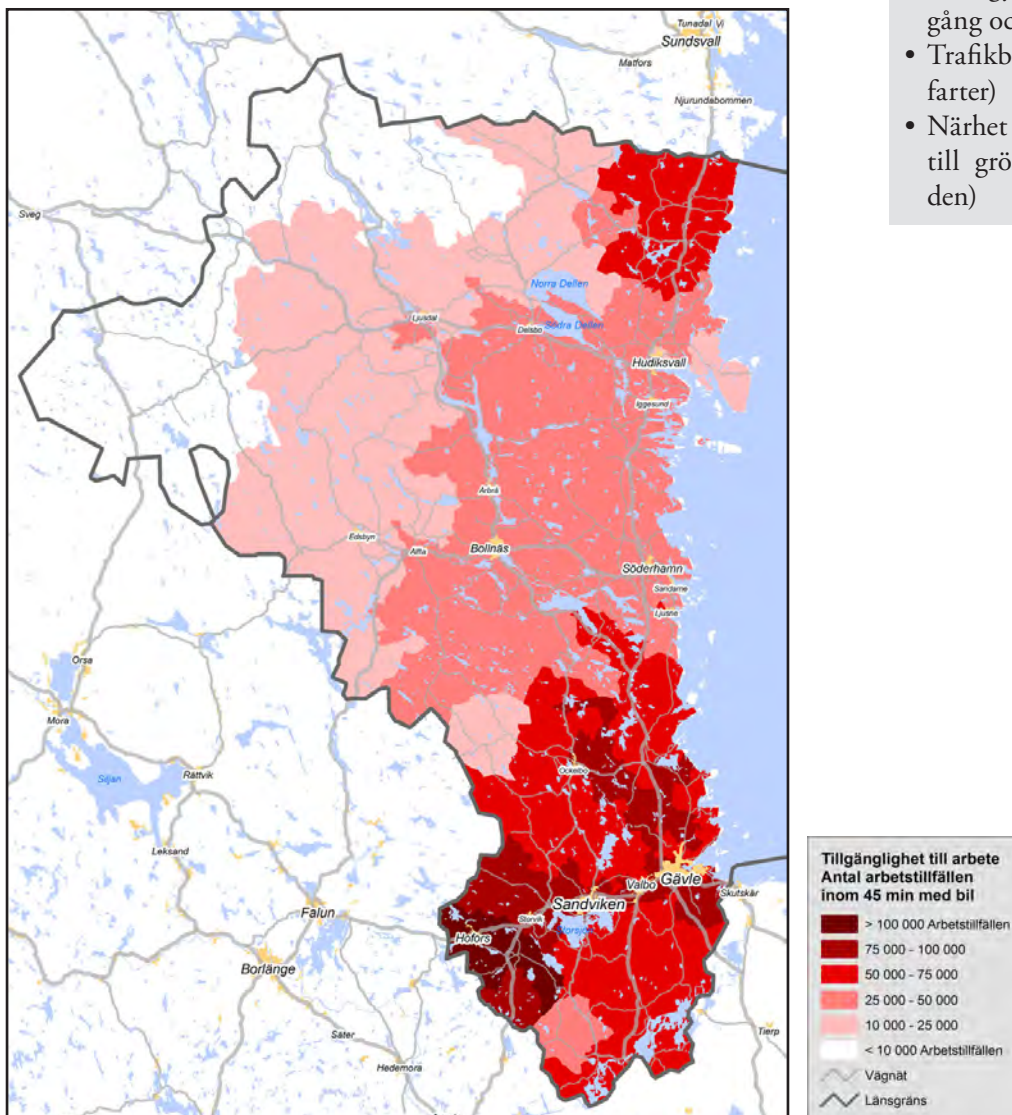 gång oc
• Trafikb
farter)
• Närhet
till grö
den)
Tunadal Vi
Sundsvall
Matfors
Njurundabommen
Sveg
Norra Dellen
Ljusdal
Delsbo
Södra Dellen
Hudiksvall
Iggesund
Arbrå
Edsbyn
Alfta
Bollnäs
Söderhamn
Sandarne
Ljusne
Orsa
Mora
Siljan
Rättvik
Ockelbo
Leksand
Gävle
Valbo
Skutskär
Sandviken
Falun
Storvik
Hofors
Borlänge
Säter
Tierp
Hedemora
Tillgänglighet till arbete
Antal arbetstillfällen
inom 45 min med bil
> 100 000 Arbetstillfällen
75 000 - 100 000
50 000 - 75 000
25 000 - 50 000
10 000 - 25 000
< 10 000 Arbetstillfällen
Vägnät
Länsgräns